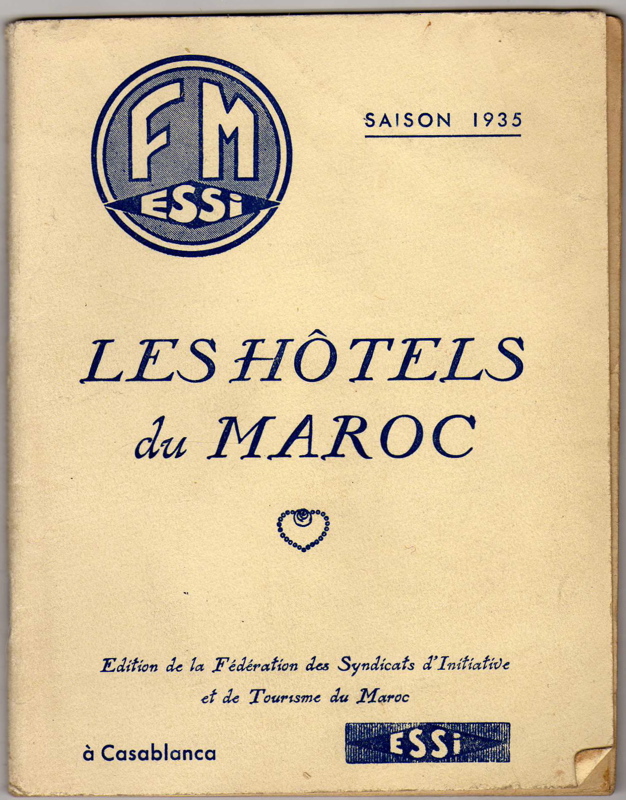 FM
ESSi
SAISON 1935
LES HÔTELS
du MAROC
Edition de la Fédération des Syndicats d'Initiative
et de Tourisme du Maroc
à Casablanca
ESSi